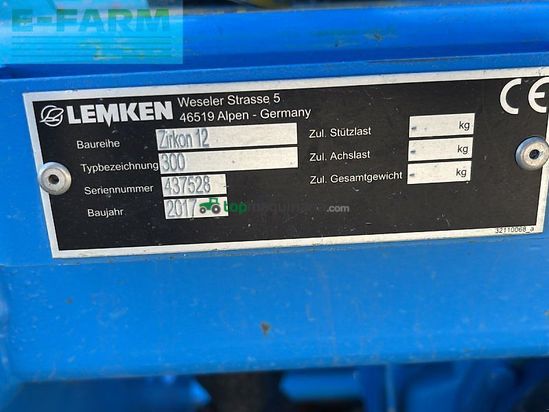 E-FARM
LEMKEN
Weseler Strasse 5
46519 Alpen - Germany
CE
Baureihe Zirkon 12
Typbezeichnung 300
Seriennummer 437528
Baujahr 2017
Zul. Stützlast - kg
Zul. Achslast - kg
Zul. Gesamtgewicht - kg
32110068_a